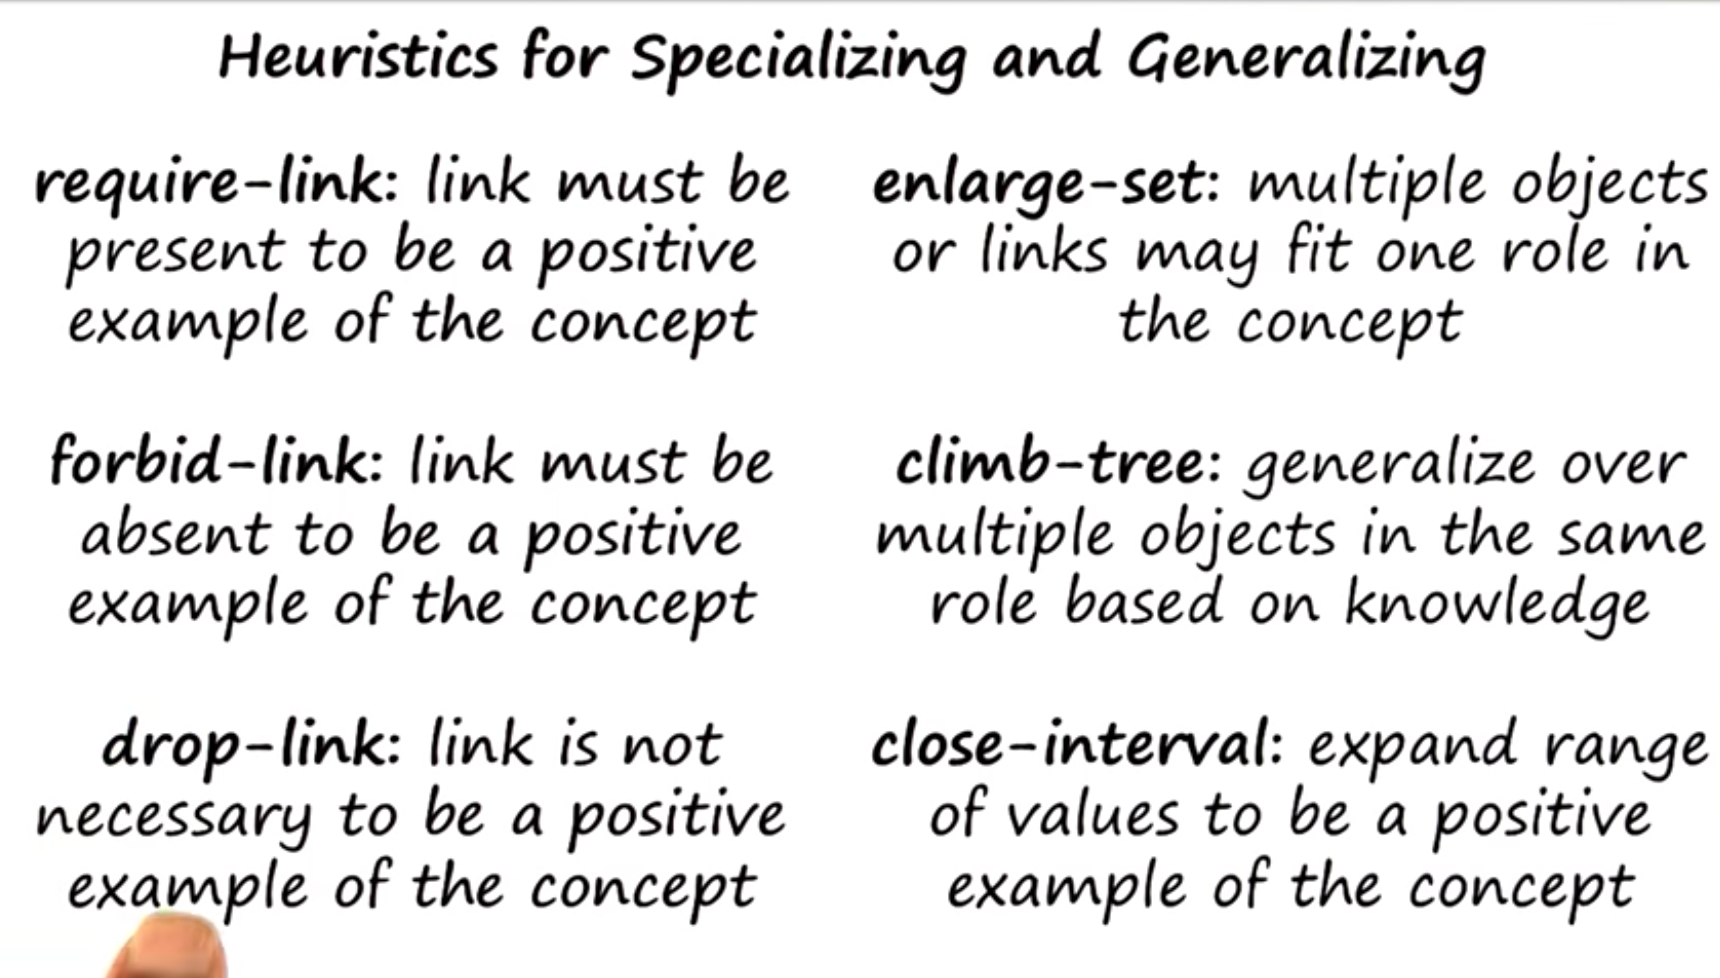 Heuristics for Specializing and Generalizing
require-link: link must be
present to be a positive
example of the concept
forbid-link: link must be
absent to be a positive
example of the concept
drop-link: link is not
necessary to be a positive
example of the concept
enlarge-set: multiple objects
or links may fit one role in
the concept
climb-tree: generalize over
multiple objects in the same
role based on knowledge
close-interval: expand range
of values to be a positive
example of the concept